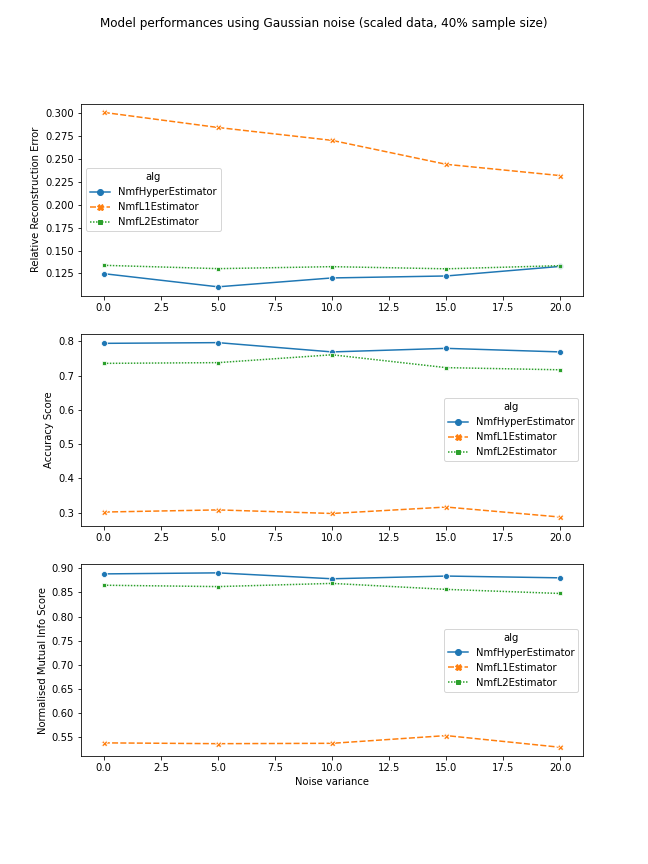 Model performances using Gaussian noise (scaled data, 40% sample size)
Relative Reconstruction Error
0.300
0.275
0.250
0.225
0.200
0.175
0.150
0.125
alg
NmfHyperEstimator
NmfL1Estimator
NmfL2Estimator
0.0 2.5 5.0 7.5 10.0 12.5 15.0 17.5 20.0
Accuracy Score
0.8
0.7
0.6
0.5
0.4
0.3
alg
NmfHyperEstimator
NmfL1Estimator
NmfL2Estimator
0.0 2.5 5.0 7.5 10.0 12.5 15.0 17.5 20.0
Normalised Mutual Info Score
0.90
0.85
0.80
0.75
0.70
0.65
0.60
0.55
alg
NmfHyperEstimator
NmfL1Estimator
NmfL2Estimator
0.0 2.5 5.0 7.5 10.0 12.5 15.0 17.5 20.0
Noise variance